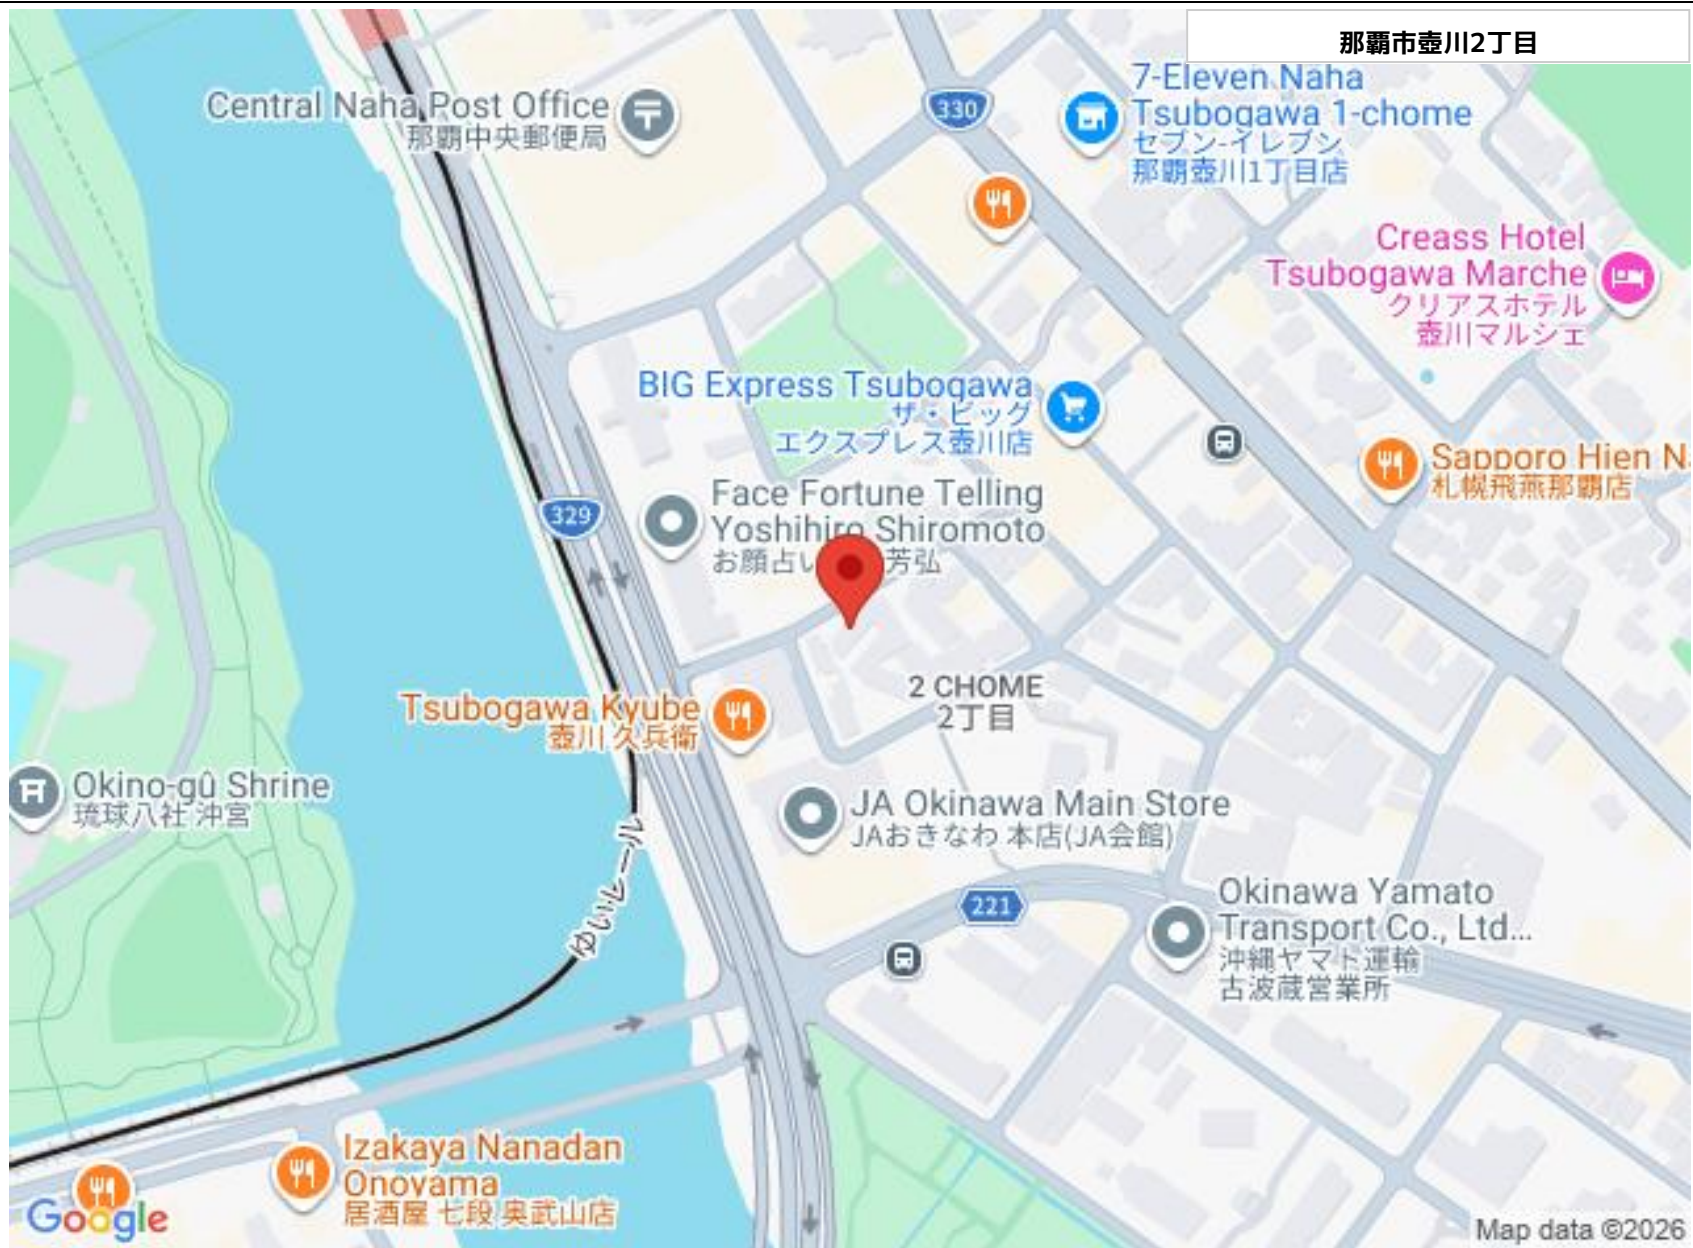 那覇市壺川2丁目
Central Naha Post Office
那覇中央郵便局
330
7-Eleven Naha
Tsubogawa 1-chome
セブン-イレブン
那覇壺川1丁目店
Creass Hotel
Tsubogawa Marche
クリアスホテル
壺川マルシェ
BIG Express Tsubogawa
ザ・ビッグ
エクスプレス壺川店
Sapporo Hien N
札幌飛燕那覇店
329
Face Fortune Telling
Yoshihiro Shiromoto
お顔占い 芳弘
2 CHOME
2丁目
Tsubogawa Kyube
壺川 久兵衛
Okino-gū Shrine
琉球八社 沖宮
JA Okinawa Main Store
JAおきなわ 本店(JA会館)
ゆいレール
221
Okinawa Yamato
Transport Co., Ltd...
沖縄ヤマト運輸
古波蔵営業所
Izakaya Nanadan
Onoyama
居酒屋 七段 奥武山店
Google
Map data ©2026